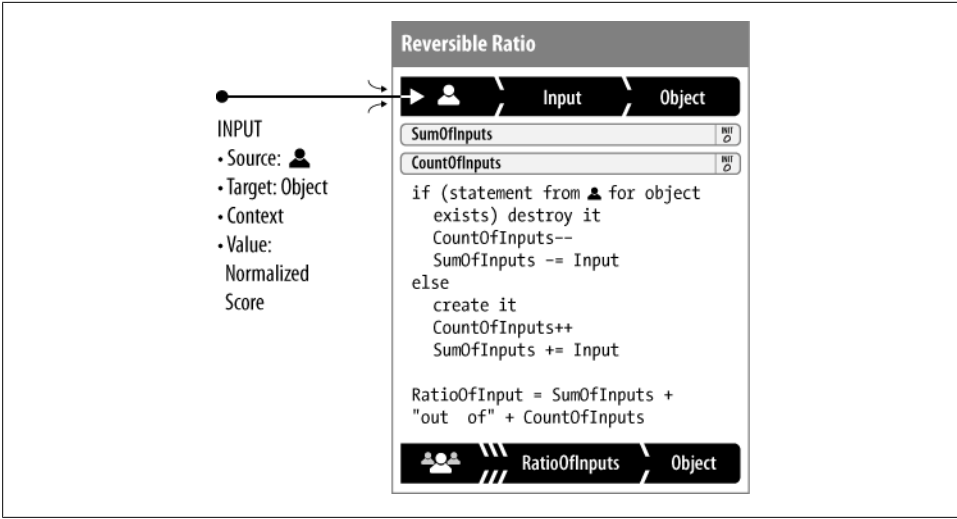 Reversible Ratio
Input
Object
INPUT
• Source:
• Target: Object
• Context
• Value:
Normalized
Score
SumOfInputs
INIT
0
CountOfInputs
INIT
0
if (statement from for object
exists) destroy it
CountOfInputs--
SumOfInputs -= Input
else
create it
CountOfInputs++
SumOfInputs += Input
RatioOfInput = SumOfInputs +
"out of" + CountOfInputs
RatioOfInputs
Object